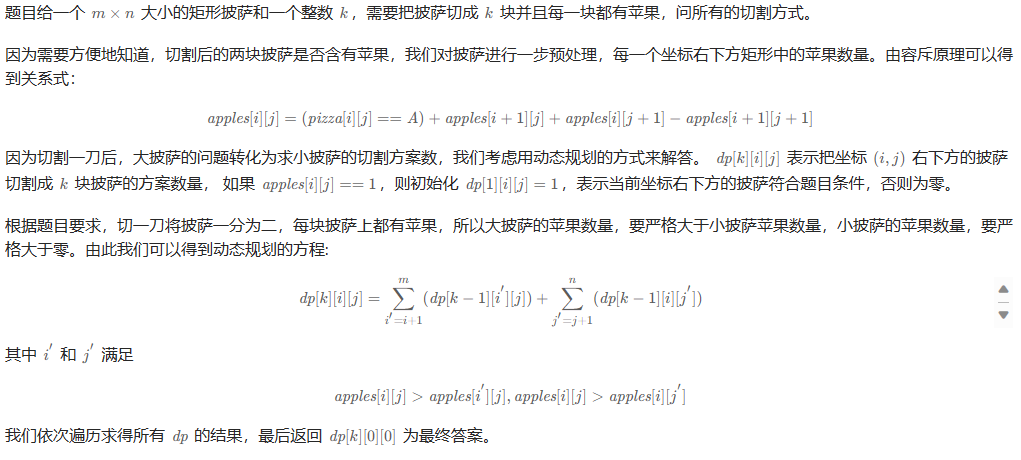 题目给一个 m × n 大小的矩形披萨和一个整数 k，需要把披萨切成 k 块并且每一块都有苹果，问所有的切割方式。
因为需要方便地知道，切割后的两块披萨是否含有苹果，我们对披萨进行一步预处理，每一个坐标右下方矩形中的苹果数量。由容斥原理可以得
到关系式：
apples[i][j] = (pizza[i][j] == A) + apples[i + 1][j] + apples[i][j + 1] − apples[i + 1][j + 1]
因为切割一刀后，大披萨的问题转化为求小披萨的切割方案数，我们考虑用动态规划的方式来解答。 dp[k][i][j] 表示把坐标 (i, j) 右下方的披萨
切割成 k 块披萨的方案数量， 如果 apples[i][j] == 1，则初始化 dp[1][i][j] = 1，表示当前坐标右下方的披萨符合题目条件，否则为零。
根据题目要求，切一刀将披萨一分为二，每块披萨上都有苹果，所以大披萨的苹果数量，要严格大于小披萨苹果数量，小披萨的苹果数量，要严
格大于零。由此我们可以得到动态规划的方程:
dp[k][i][j] = ∑_{i'=i+1}^{m} (dp[k − 1][i'][j]) + ∑_{j'=j+1}^{n} (dp[k − 1][i][j'])
其中 i' 和 j' 满足
apples[i][j] > apples[i'][j], apples[i][j] > apples[i][j']
我们依次遍历求得所有 dp 的结果，最后返回 dp[k][0][0] 为最终答案。